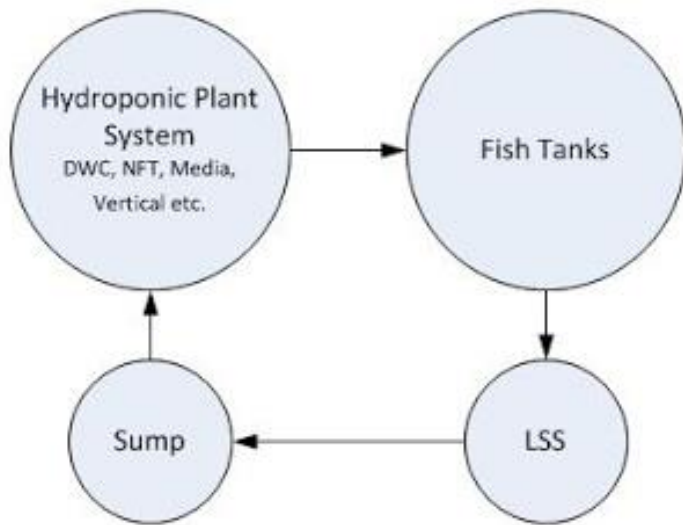 Hydroponic Plant
System
DWC, NFT, Media,
Vertical etc.
Fish Tanks
Sump
LSS